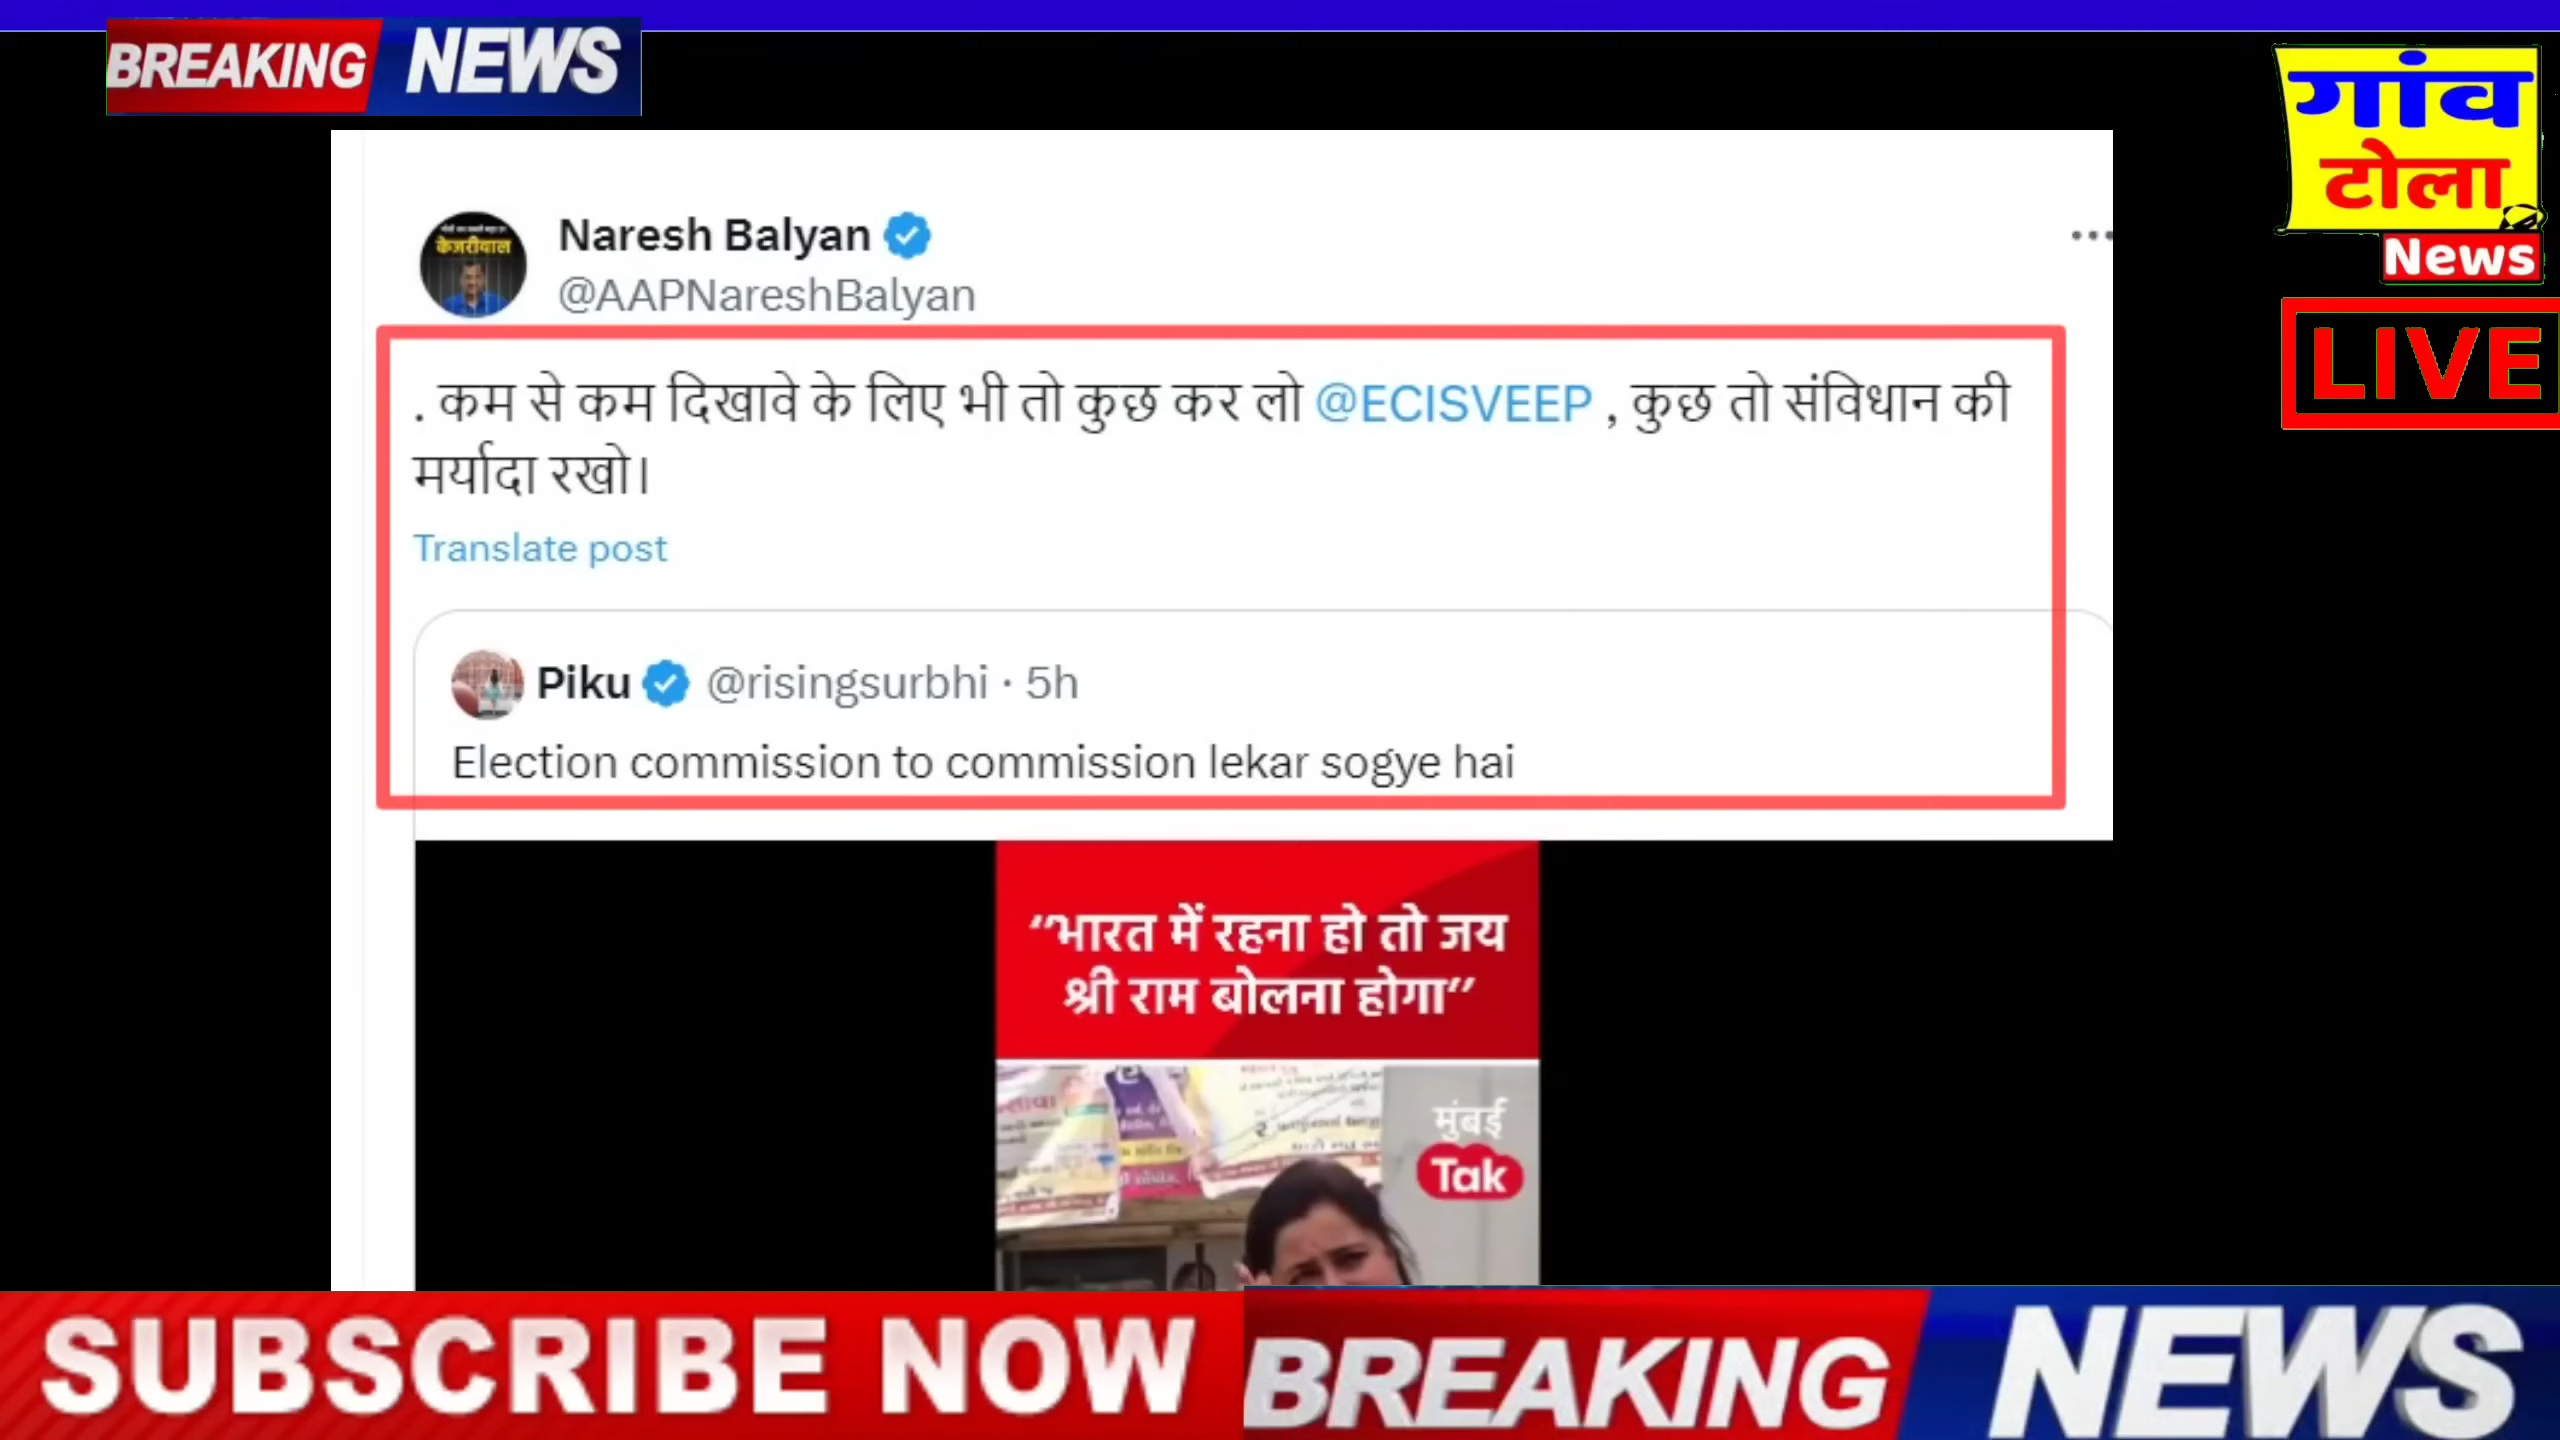 BREAKING NEWS
गांव
टोला
News
LIVE
केजरीवाल
Naresh Balyan
@AAPNareshBalyan
. कम से कम दिखावे के लिए भी तो कुछ कर लो @ECISVEEP , कुछ तो संविधान की
मर्यादा रखो।
Translate post
Piku @risingsurbhi · 5h
Election commission to commission lekar sogye hai
“भारत में रहना हो तो जय
श्री राम बोलना होगा”
मुंबई
Tak
SUBSCRIBE NOW BREAKING NEWS